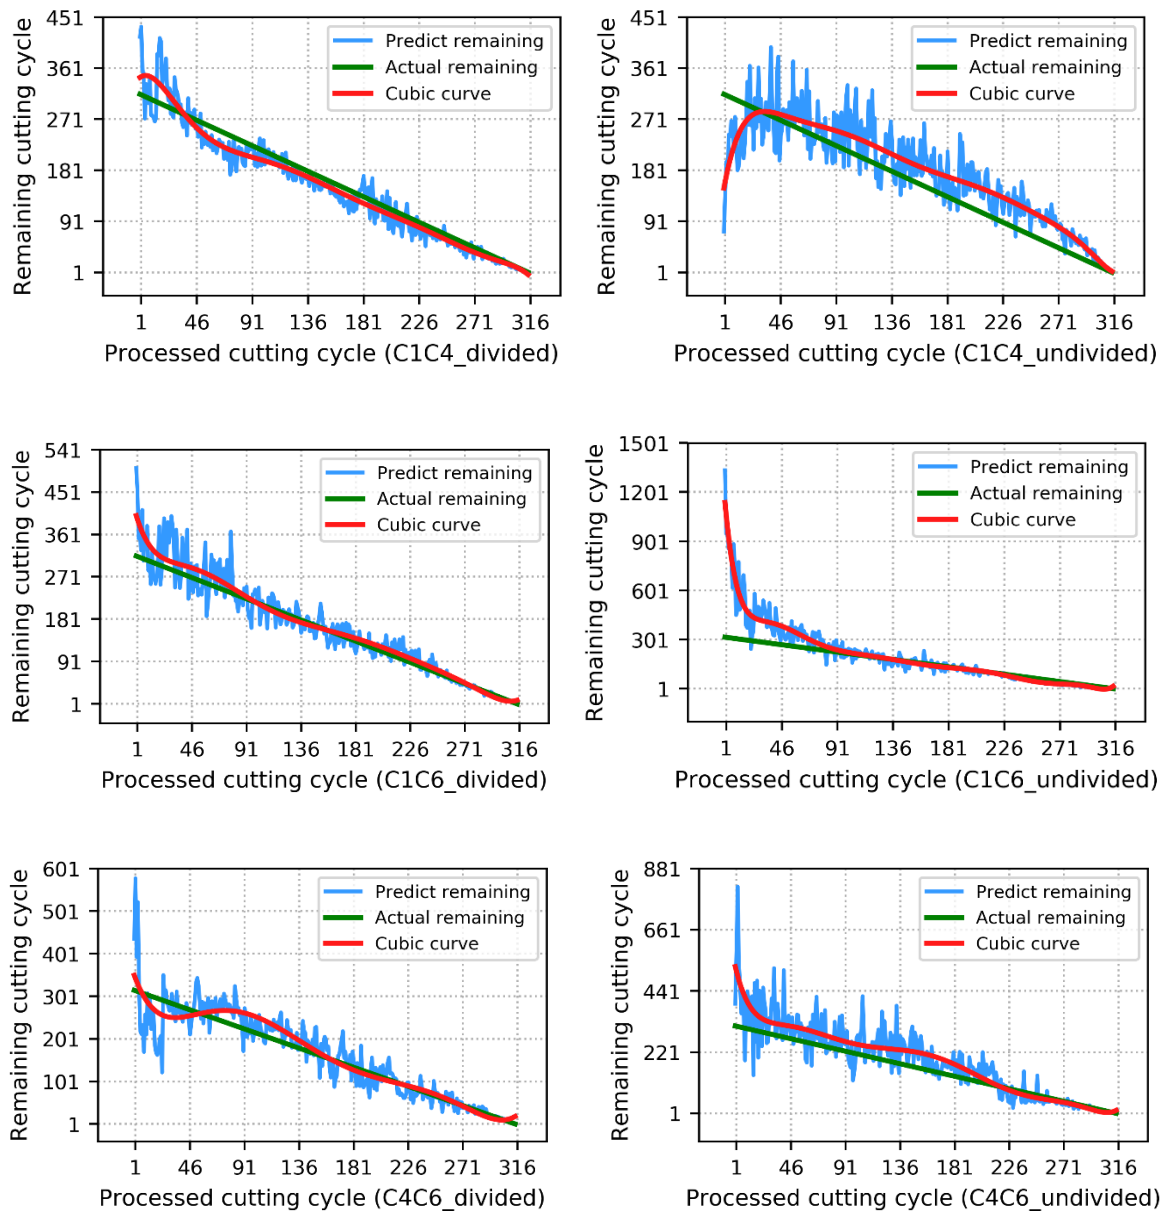 451
361
271
181
91
1
Remaining cutting cycle
Predict remaining
Actual remaining
Cubic curve
1 46 91 136 181 226 271 316
Processed cutting cycle (C1C4_divided)
451
361
271
181
91
1
Remaining cutting cycle
Predict remaining
Actual remaining
Cubic curve
1 46 91 136 181 226 271 316
Processed cutting cycle (C1C4_undivided)
541
451
361
271
181
91
1
Remaining cutting cycle
Predict remaining
Actual remaining
Cubic curve
1 46 91 136 181 226 271 316
Processed cutting cycle (C1C6_divided)
1501
1201
901
601
301
1
Remaining cutting cycle
Predict remaining
Actual remaining
Cubic curve
1 46 91 136 181 226 271 316
Processed cutting cycle (C1C6_undivided)
601
501
401
301
201
101
1
Remaining cutting cycle
Predict remaining
Actual remaining
Cubic curve
1 46 91 136 181 226 271 316
Processed cutting cycle (C4C6_divided)
881
661
441
221
1
Remaining cutting cycle
Predict remaining
Actual remaining
Cubic curve
1 46 91 136 181 226 271 316
Processed cutting cycle (C4C6_undivided)